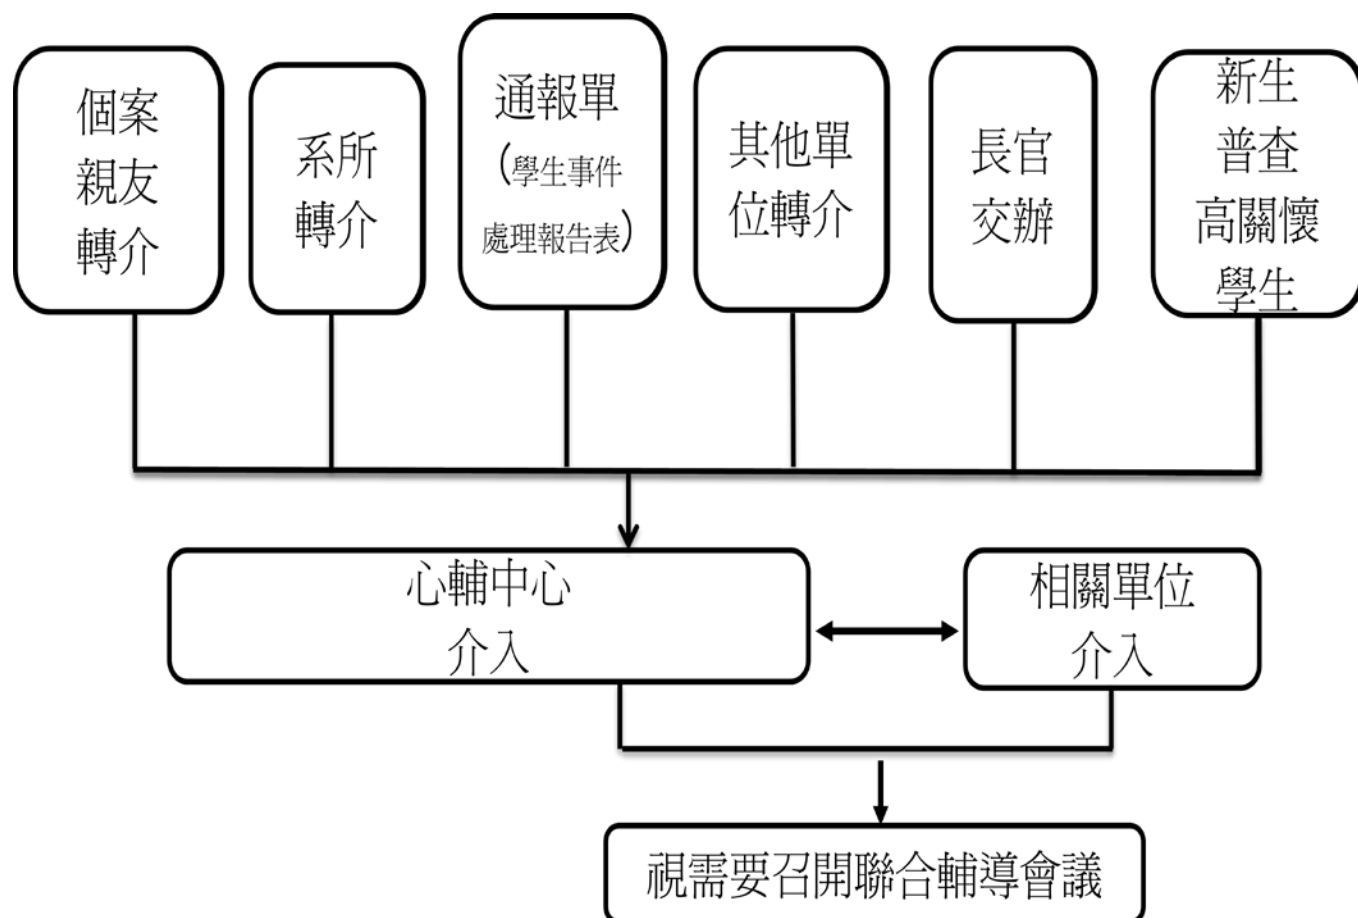 個案
親友
轉介
系所
轉介
通報單
(學生事件
處理報告表)
其他單
位轉介
長官
交辦
新生
普查
高關懷
學生
心輔中心
介入
相關單位
介入
視需要召開聯合輔導會議